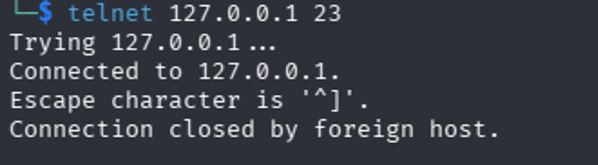 └─$ telnet 127.0.0.1 23
Trying 127.0.0.1...
Connected to 127.0.0.1.
Escape character is '^]'.
Connection closed by foreign host.